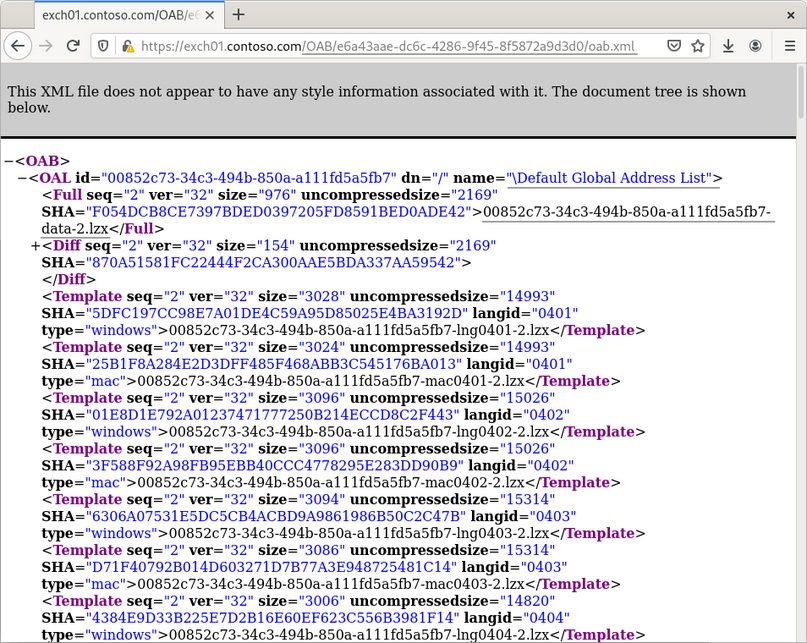 exch01.contoso.com/OAB/e6
https://exch01.contoso.com/OAB/e6a43aae-dc6c-4286-9f45-8f5872a9d3d0/oab.xml
This XML file does not appear to have any style information associated with it. The document tree is shown
below.
−<OAB>
−<OAL id="00852c73-34c3-494b-850a-a111fd5a5fb7" dn="/" name="\Default Global Address List">
<Full seq="2" ver="32" size="976" uncompressedsize="2169"
SHA="F054DCB8CE7397BDED0397205FD8591BED0ADE42">00852c73-34c3-494b-850a-a111fd5a5fb7-
data-2.lzx</Full>
+<Diff seq="2" ver="32" size="154" uncompressedsize="2169"
SHA="870A51581FC22444F2CA300AAE5BDA337AA59542">
</Diff>
<Template seq="2" ver="32" size="3028" uncompressedsize="14993"
SHA="5DFC197CC98E7A01DE4C59A95D85025E4BA3192D" langid="0401"
type="windows">00852c73-34c3-494b-850a-a111fd5a5fb7-lng0401-2.lzx</Template>
<Template seq="2" ver="32" size="3024" uncompressedsize="14993"
SHA="25B1F8A284E2D3DFF485F468ABB3C545176BA013" langid="0401"
type="mac">00852c73-34c3-494b-850a-a111fd5a5fb7-mac0401-2.lzx</Template>
<Template seq="2" ver="32" size="3096" uncompressedsize="15026"
SHA="01E8D1E792A01237471777250B214ECCD8C2F443" langid="0402"
type="windows">00852c73-34c3-494b-850a-a111fd5a5fb7-lng0402-2.lzx</Template>
<Template seq="2" ver="32" size="3096" uncompressedsize="15026"
SHA="3F588F92A98FB95EBB40CCC4778295E283DD90B9" langid="0402"
type="mac">00852c73-34c3-494b-850a-a111fd5a5fb7-mac0402-2.lzx</Template>
<Template seq="2" ver="32" size="3094" uncompressedsize="15314"
SHA="6306A07531E5DC5CB4ACBD9A9861986B50C2C47B" langid="0403"
type="windows">00852c73-34c3-494b-850a-a111fd5a5fb7-lng0403-2.lzx</Template>
<Template seq="2" ver="32" size="3086" uncompressedsize="15314"
SHA="D71F40792B014D603271D7B77A3E948725481C14" langid="0403"
type="mac">00852c73-34c3-494b-850a-a111fd5a5fb7-mac0403-2.lzx</Template>
<Template seq="2" ver="32" size="3006" uncompressedsize="14820"
SHA="4384E9D33B225E7D2B16E60EF623C556B3981F14" langid="0404"
type="windows">00852c73-34c3-494b-850a-a111fd5a5fb7-lng0404-2.lzx</Template>